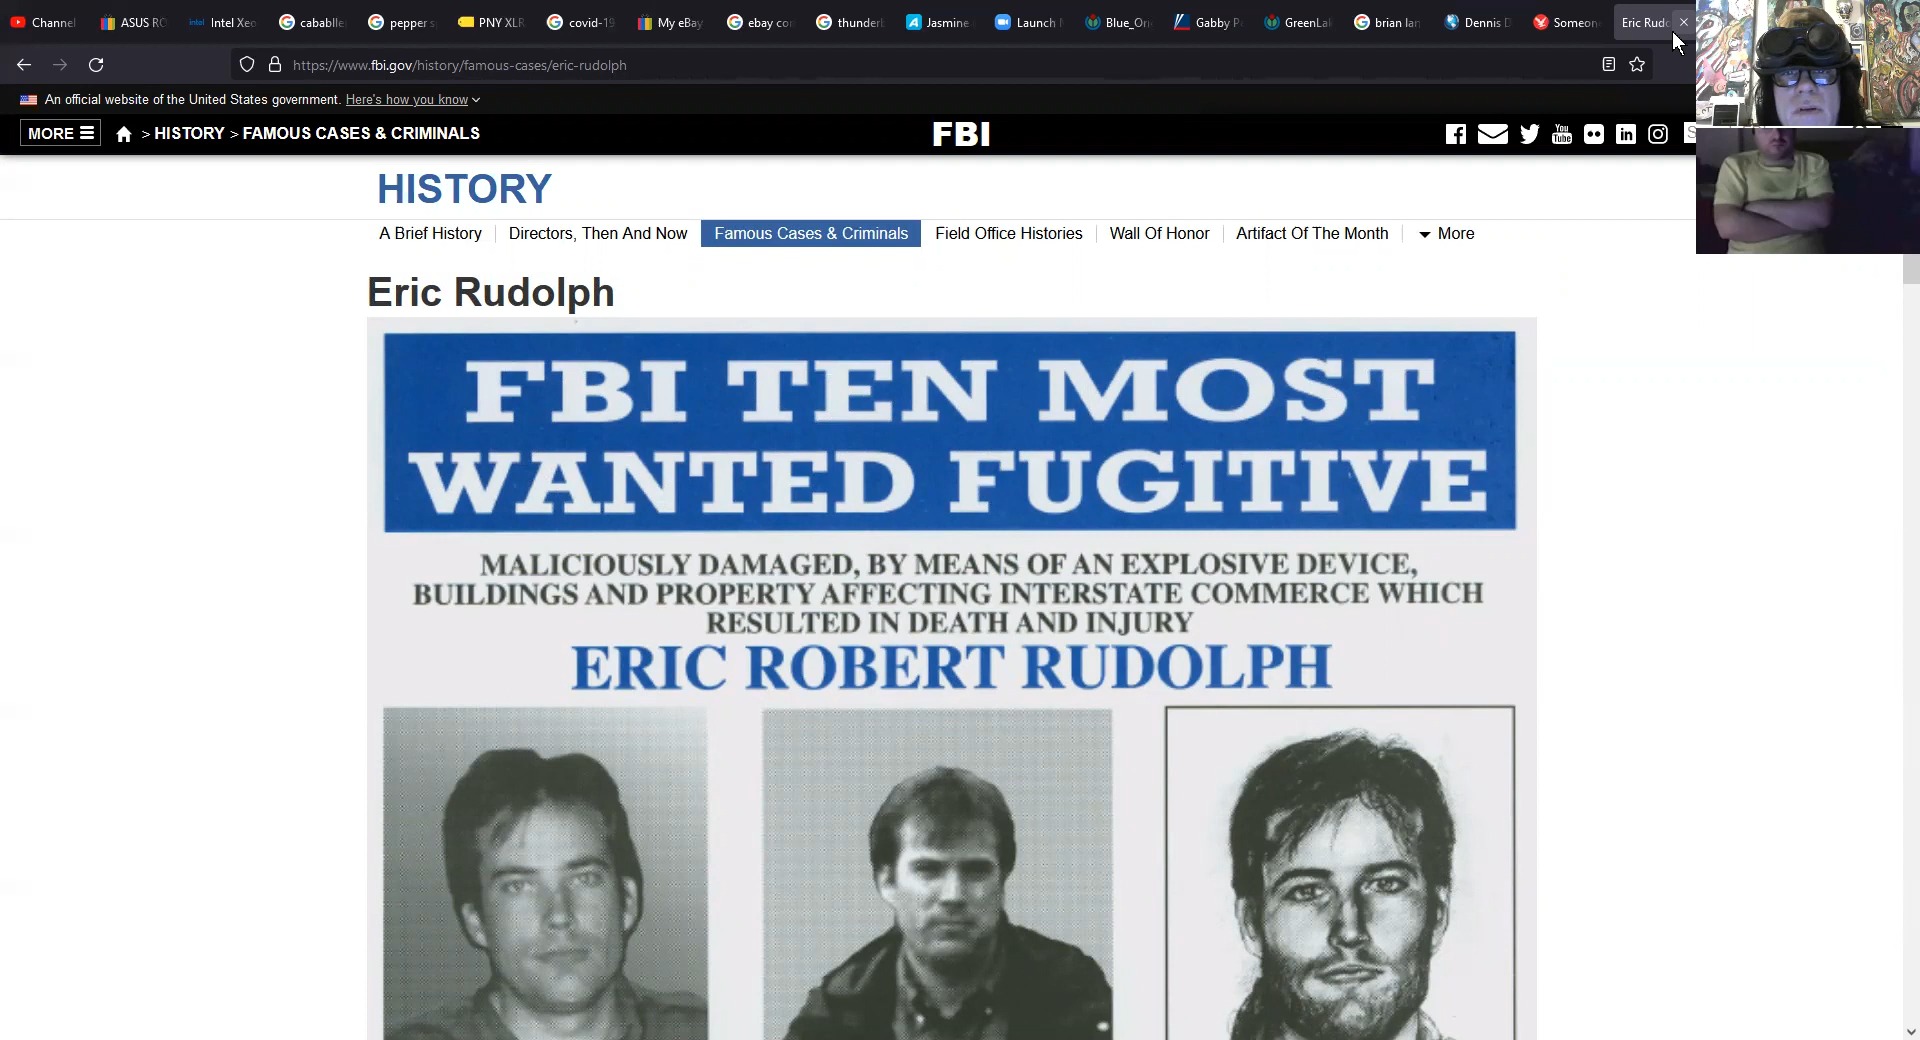 Channel ASUS RO Intel Xeo cabablle pepper s PNY XLR covid-19 My eBay ebay co thunder Jasmine Launch Blue_Ori Gabby P GreenLa brian lan Dennis D Someon Eric Rudo
https://www.fbi.gov/history/famous-cases/eric-rudolph
An official website of the United States government. Here's how you know
MORE > HISTORY > FAMOUS CASES & CRIMINALS FBI
HISTORY
A Brief History Directors, Then And Now Famous Cases & Criminals Field Office Histories Wall Of Honor Artifact Of The Month More
Eric Rudolph
FBI TEN MOST
WANTED FUGITIVE
MALICIOUSLY DAMAGED, BY MEANS OF AN EXPLOSIVE DEVICE,
BUILDINGS AND PROPERTY AFFECTING INTERSTATE COMMERCE WHICH
RESULTED IN DEATH AND INJURY
ERIC ROBERT RUDOLPH